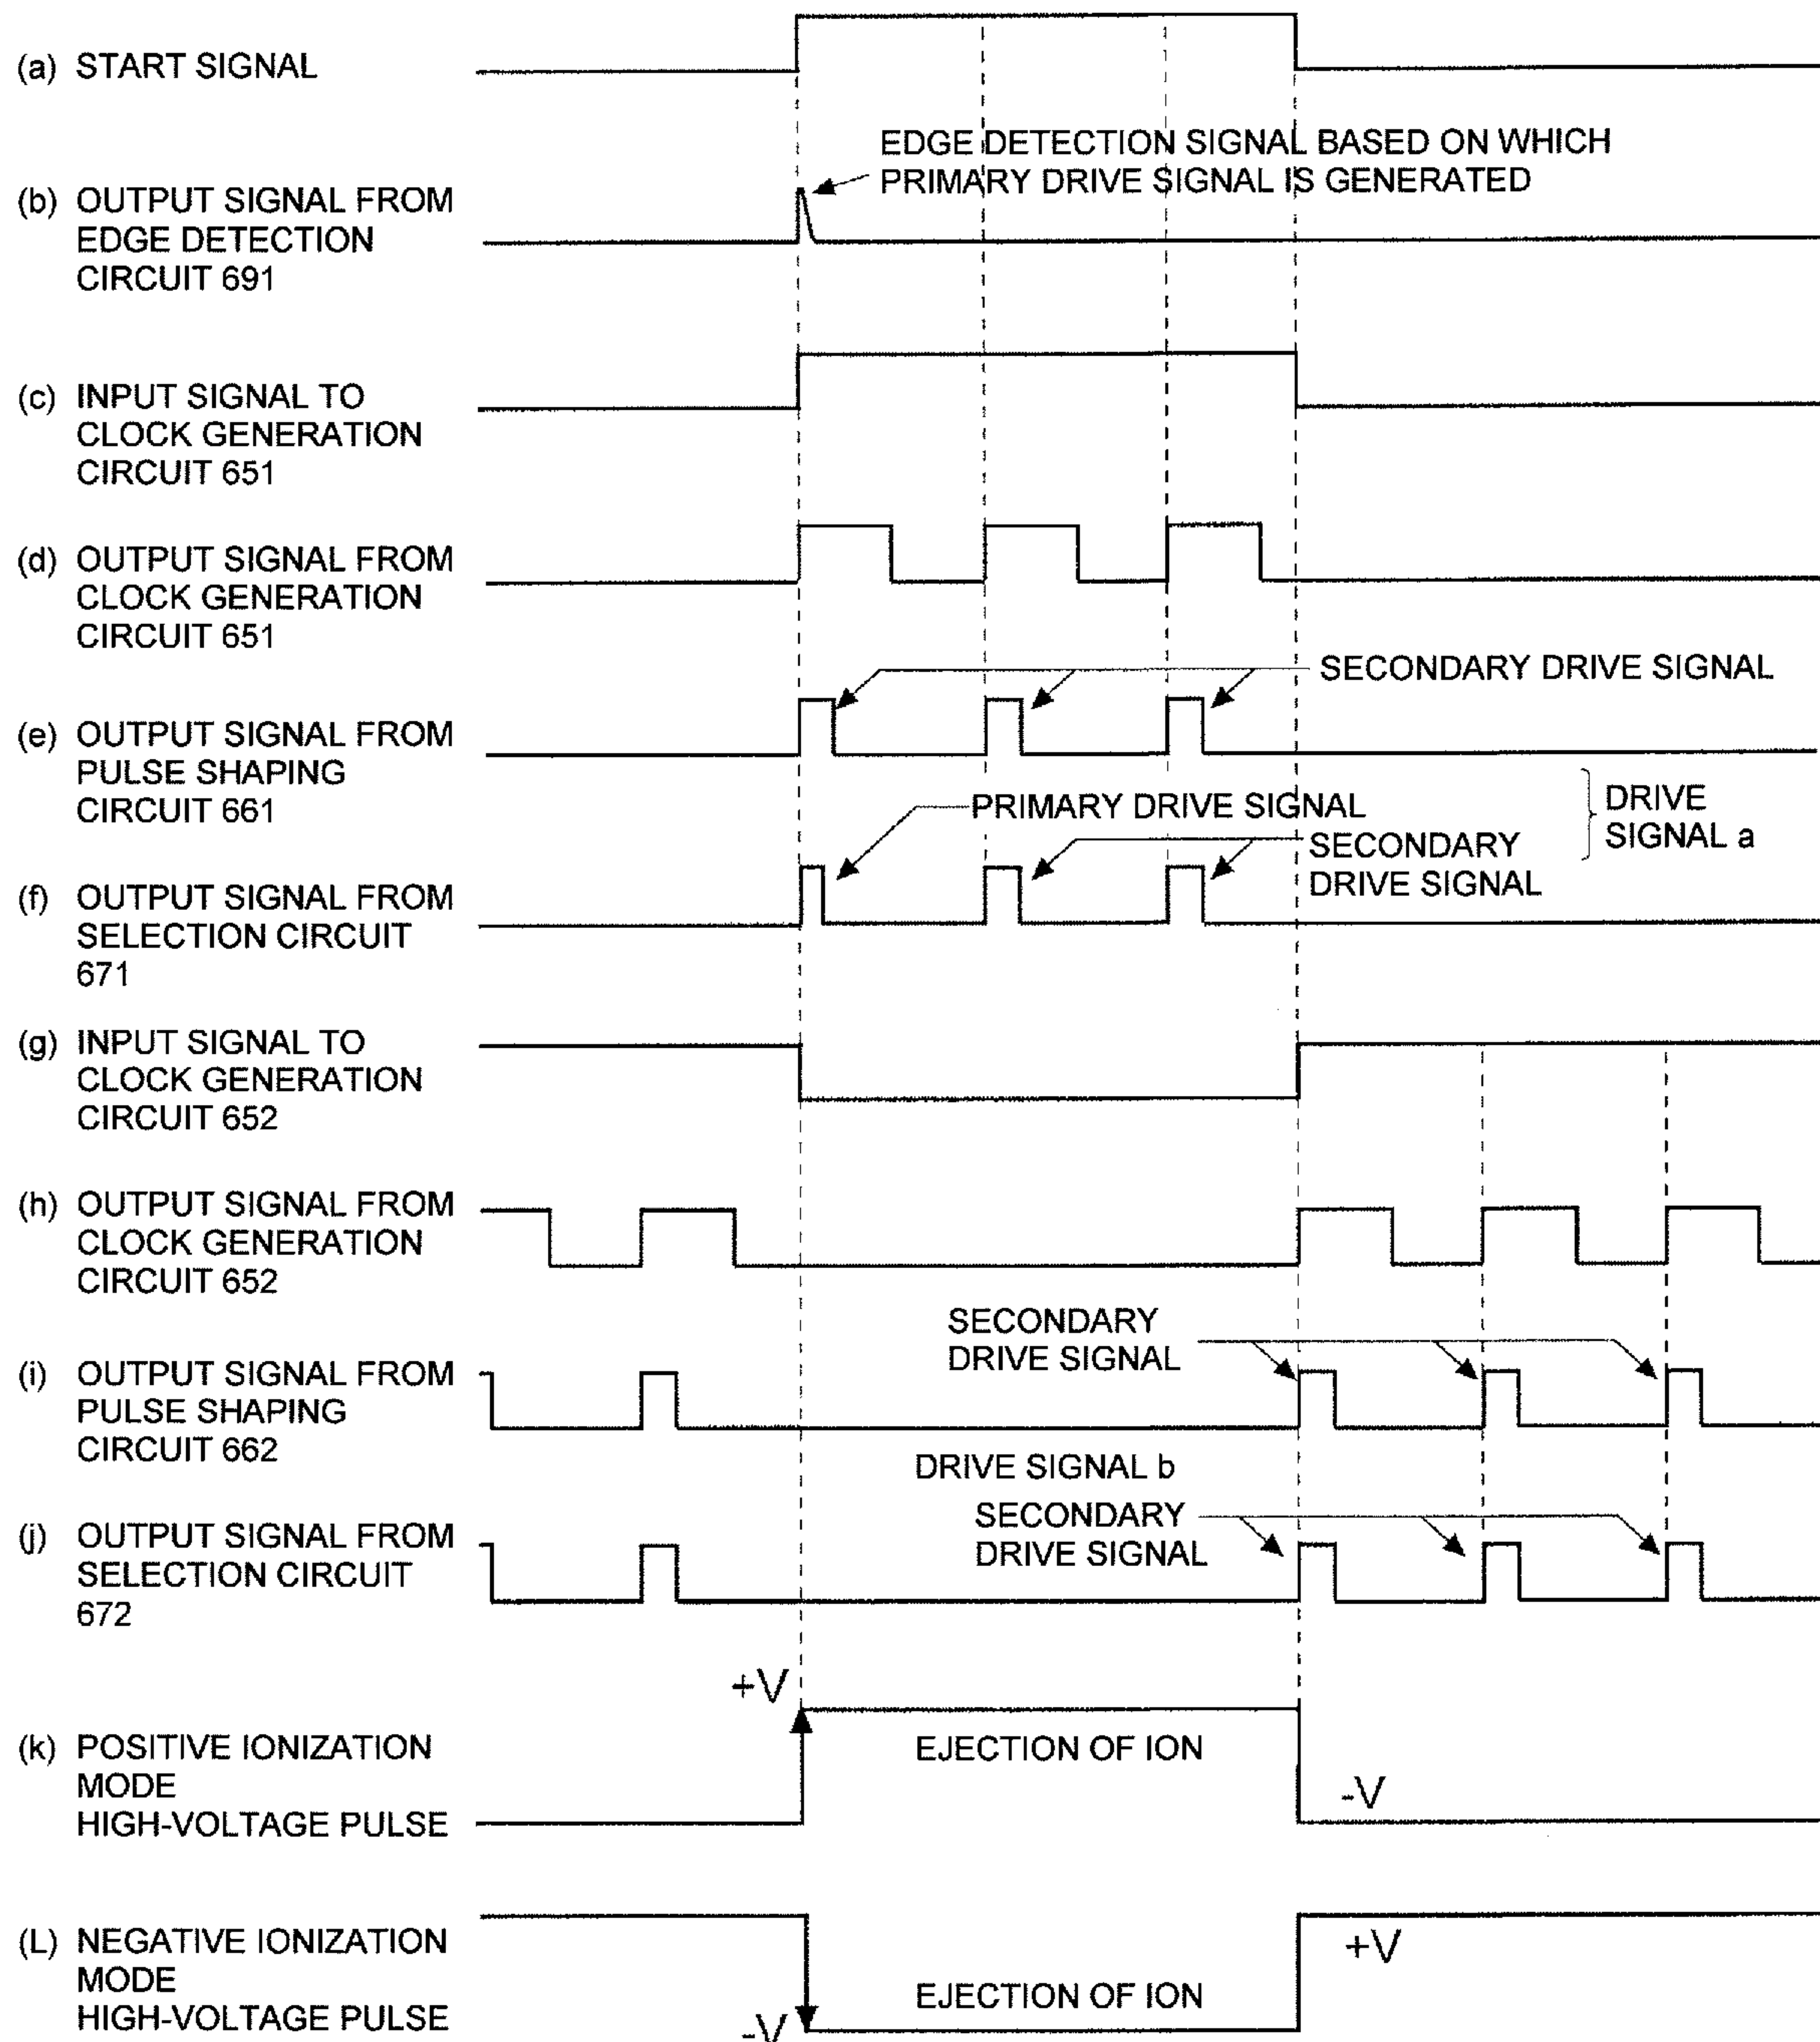 (a) START SIGNAL
EDGE DETECTION SIGNAL BASED ON WHICH
PRIMARY DRIVE SIGNAL IS GENERATED
(b) OUTPUT SIGNAL FROM
EDGE DETECTION
CIRCUIT 691
(c) INPUT SIGNAL TO
CLOCK GENERATION
CIRCUIT 651
(d) OUTPUT SIGNAL FROM
CLOCK GENERATION
CIRCUIT 651
SECONDARY DRIVE SIGNAL
(e) OUTPUT SIGNAL FROM
PULSE SHAPING
CIRCUIT 661
PRIMARY DRIVE SIGNAL
DRIVE
SIGNAL a
SECONDARY
DRIVE SIGNAL
(f) OUTPUT SIGNAL FROM
SELECTION CIRCUIT
671
(g) INPUT SIGNAL TO
CLOCK GENERATION
CIRCUIT 652
(h) OUTPUT SIGNAL FROM
CLOCK GENERATION
CIRCUIT 652
SECONDARY
DRIVE SIGNAL
(i) OUTPUT SIGNAL FROM
PULSE SHAPING
CIRCUIT 662
DRIVE SIGNAL b
SECONDARY
DRIVE SIGNAL
(j) OUTPUT SIGNAL FROM
SELECTION CIRCUIT
672
+V
(k) POSITIVE IONIZATION
MODE
HIGH-VOLTAGE PULSE
EJECTION OF ION
-V
(L) NEGATIVE IONIZATION
MODE
HIGH-VOLTAGE PULSE
+V
EJECTION OF ION
-V